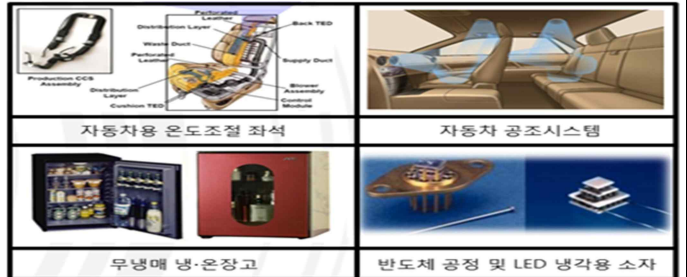 Perforated
Leather
Distribution Layer
Back TED
Waste Duct
Perforated
Leather
Supply Duct
Production CCS
Assembly
Distribution
Layer
Blower
Assembly
Cushion TED
Control
Module
자동차용 온도조절 좌석
자동차 공조시스템
무냉매 냉·온장고
반도체 공정 및 LED 냉각용 소자